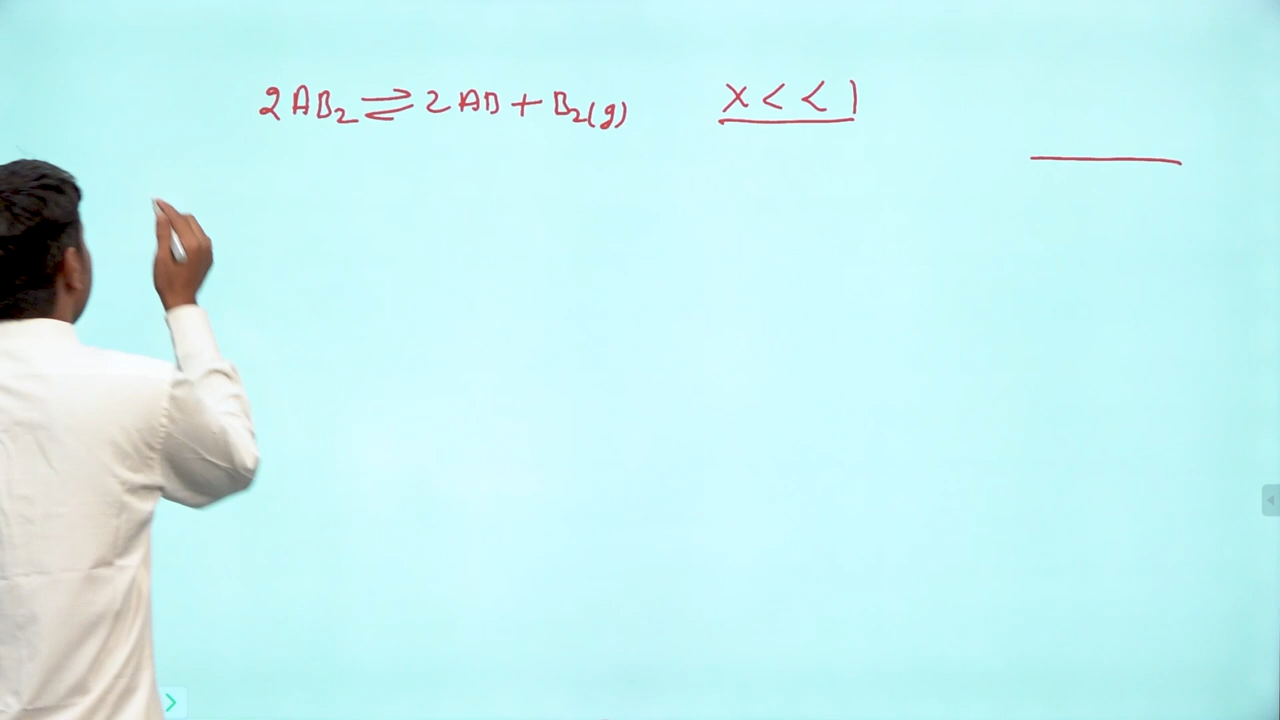 2AB₂ ⇌ 2AB + B₂(g) x < < 1